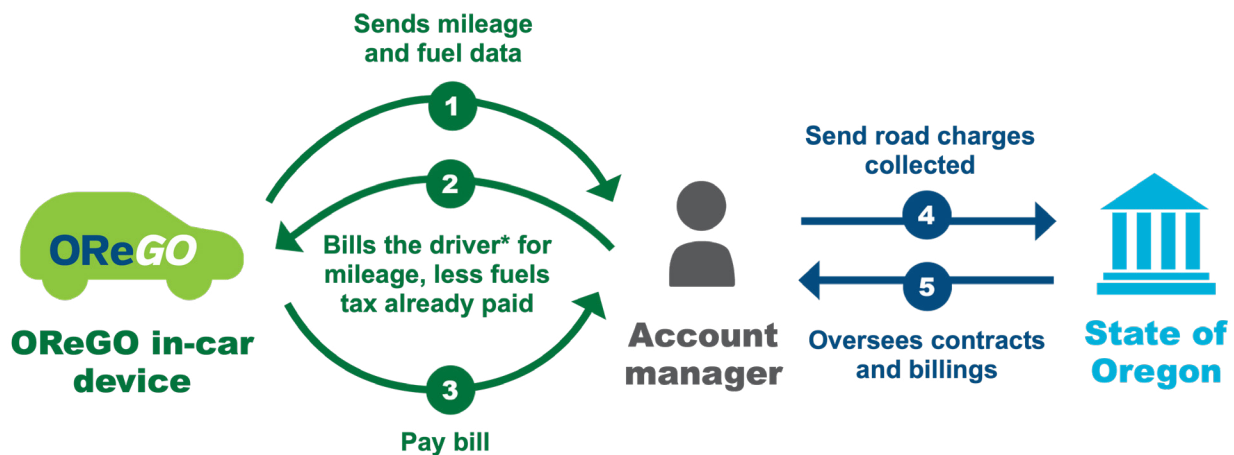 Sends mileage
and fuel data
1
2
Bills the driver* for
mileage, less fuels
tax already paid
3
Pay bill
OReGO
OReGO in-car
device
Account
manager
Send road charges
collected
4
5
Oversees contracts
and billings
State of
Oregon